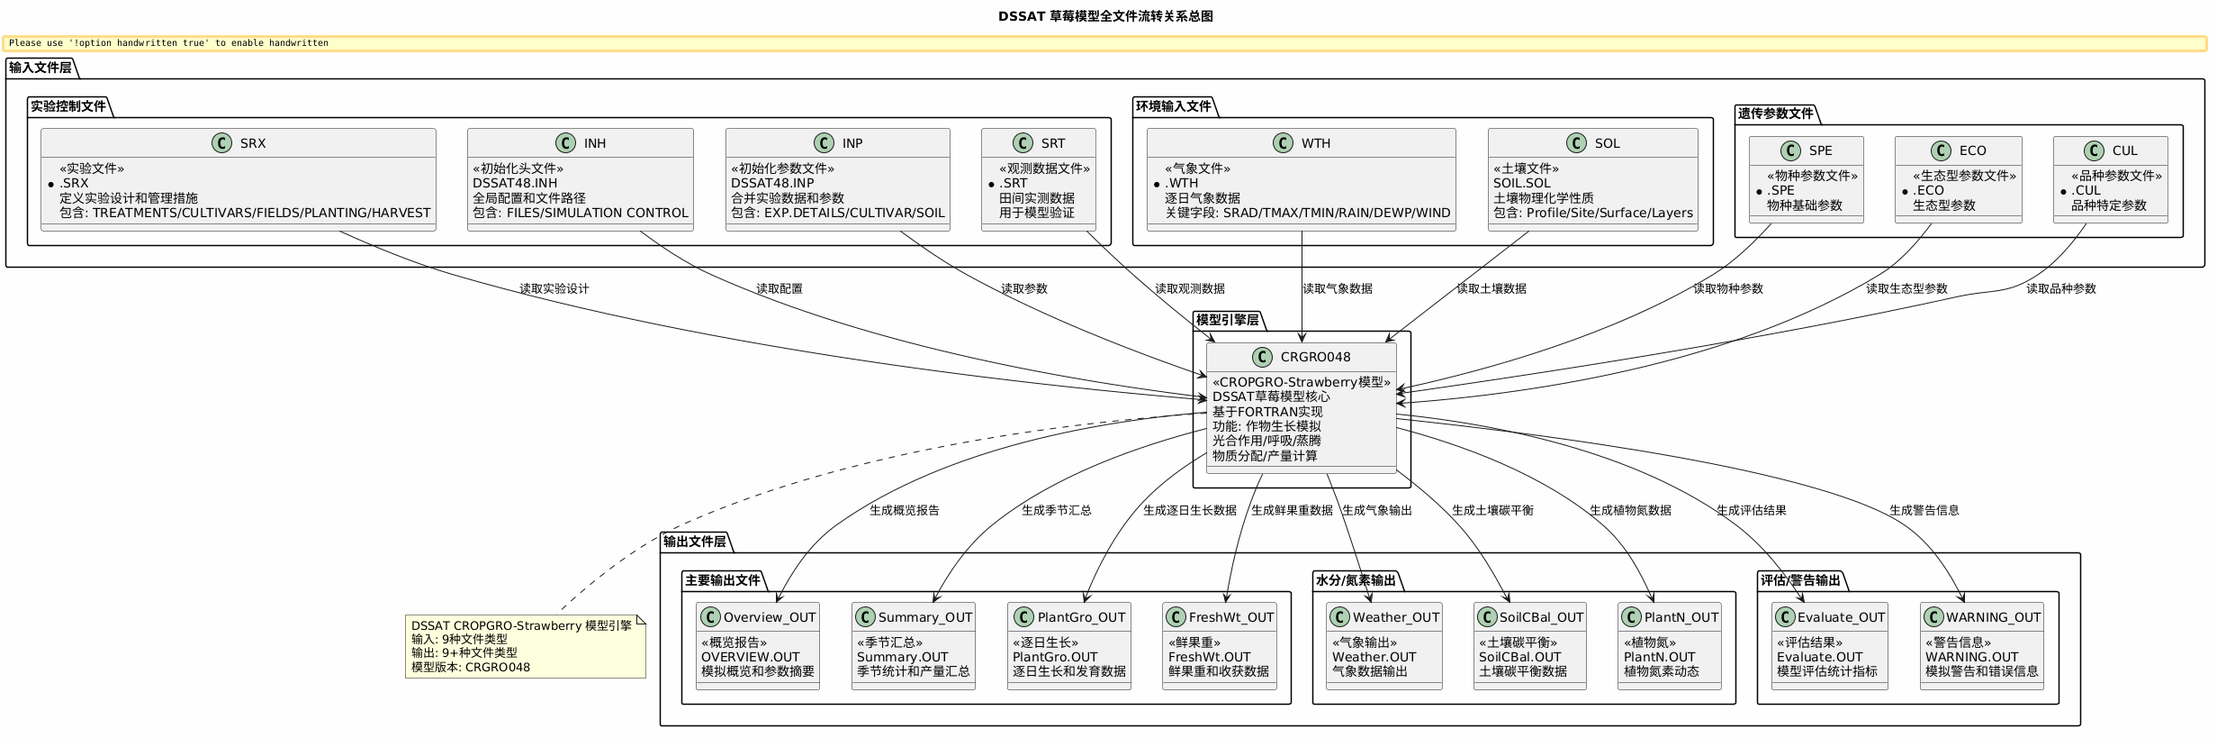 DSSAT 草莓模型全文件流转关系总图
Please use '!option handwritten true' to enable handwritten
输入文件层
实验控制文件
SRX
«实验文件»
.SRX
定义实验设计和管理措施
包含: TREATMENTS/CULTIVARS/FIELDS/PLANTING/HARVEST
INH
«初始化头文件»
DSSAT48.INH
全局配置和文件路径
包含: FILES/SIMULATION CONTROL
INP
«初始化参数文件»
DSSAT48.INP
合并实验数据和参数
包含: EXP.DETAILS/CULTIVAR/SOIL
SRT
«观测数据文件»
.SRT
田间实测数据
用于模型验证
环境输入文件
WTH
«气象文件»
.WTH
逐日气象数据
关键字段: SRAD/TMAX/TMIN/RAIN/DEWP/WIND
SOL
«土壤文件»
SOIL.SOL
土壤物理化学性质
包含: Profile/Site/Surface/Layers
遗传参数文件
SPE
«物种参数文件»
.SPE
物种基础参数
ECO
«生态型参数文件»
.ECO
生态型参数
CUL
«品种参数文件»
.CUL
品种特定参数
读取实验设计
读取配置
读取参数
读取观测数据
读取气象数据
读取土壤数据
读取物种参数
读取生态型参数
读取品种参数
模型引擎层
CRGRO048
«CROPGRO-Strawberry模型»
DSSAT草莓模型核心
基于FORTRAN实现
功能: 作物生长模拟
光合作用/呼吸/蒸腾
物质分配/产量计算
生成概览报告
生成季节汇总
生成逐日生长数据
生成鲜果重数据
生成气象输出
生成土壤碳平衡
生成植物氮数据
生成评估结果
生成警告信息
DSSAT CROPGRO-Strawberry 模型引擎
输入: 9种文件类型
输出: 9+种文件类型
模型版本: CRGRO048
输出文件层
主要输出文件
Overview_OUT
«概览报告»
OVERVIEW.OUT
模拟概览和参数摘要
Summary_OUT
«季节汇总»
Summary.OUT
季节统计和产量汇总
PlantGro_OUT
«逐日生长»
PlantGro.OUT
逐日生长和发育数据
FreshWt_OUT
«鲜果重»
FreshWt.OUT
鲜果重和收获数据
水分/氮素输出
Weather_OUT
«气象输出»
Weather.OUT
气象数据输出
SoilCBal_OUT
«土壤碳平衡»
SoilCBal.OUT
土壤碳平衡数据
PlantN_OUT
«植物氮»
PlantN.OUT
植物氮素动态
评估/警告输出
Evaluate_OUT
«评估结果»
Evaluate.OUT
模型评估统计指标
WARNING_OUT
«警告信息»
WARNING.OUT
模拟警告和错误信息